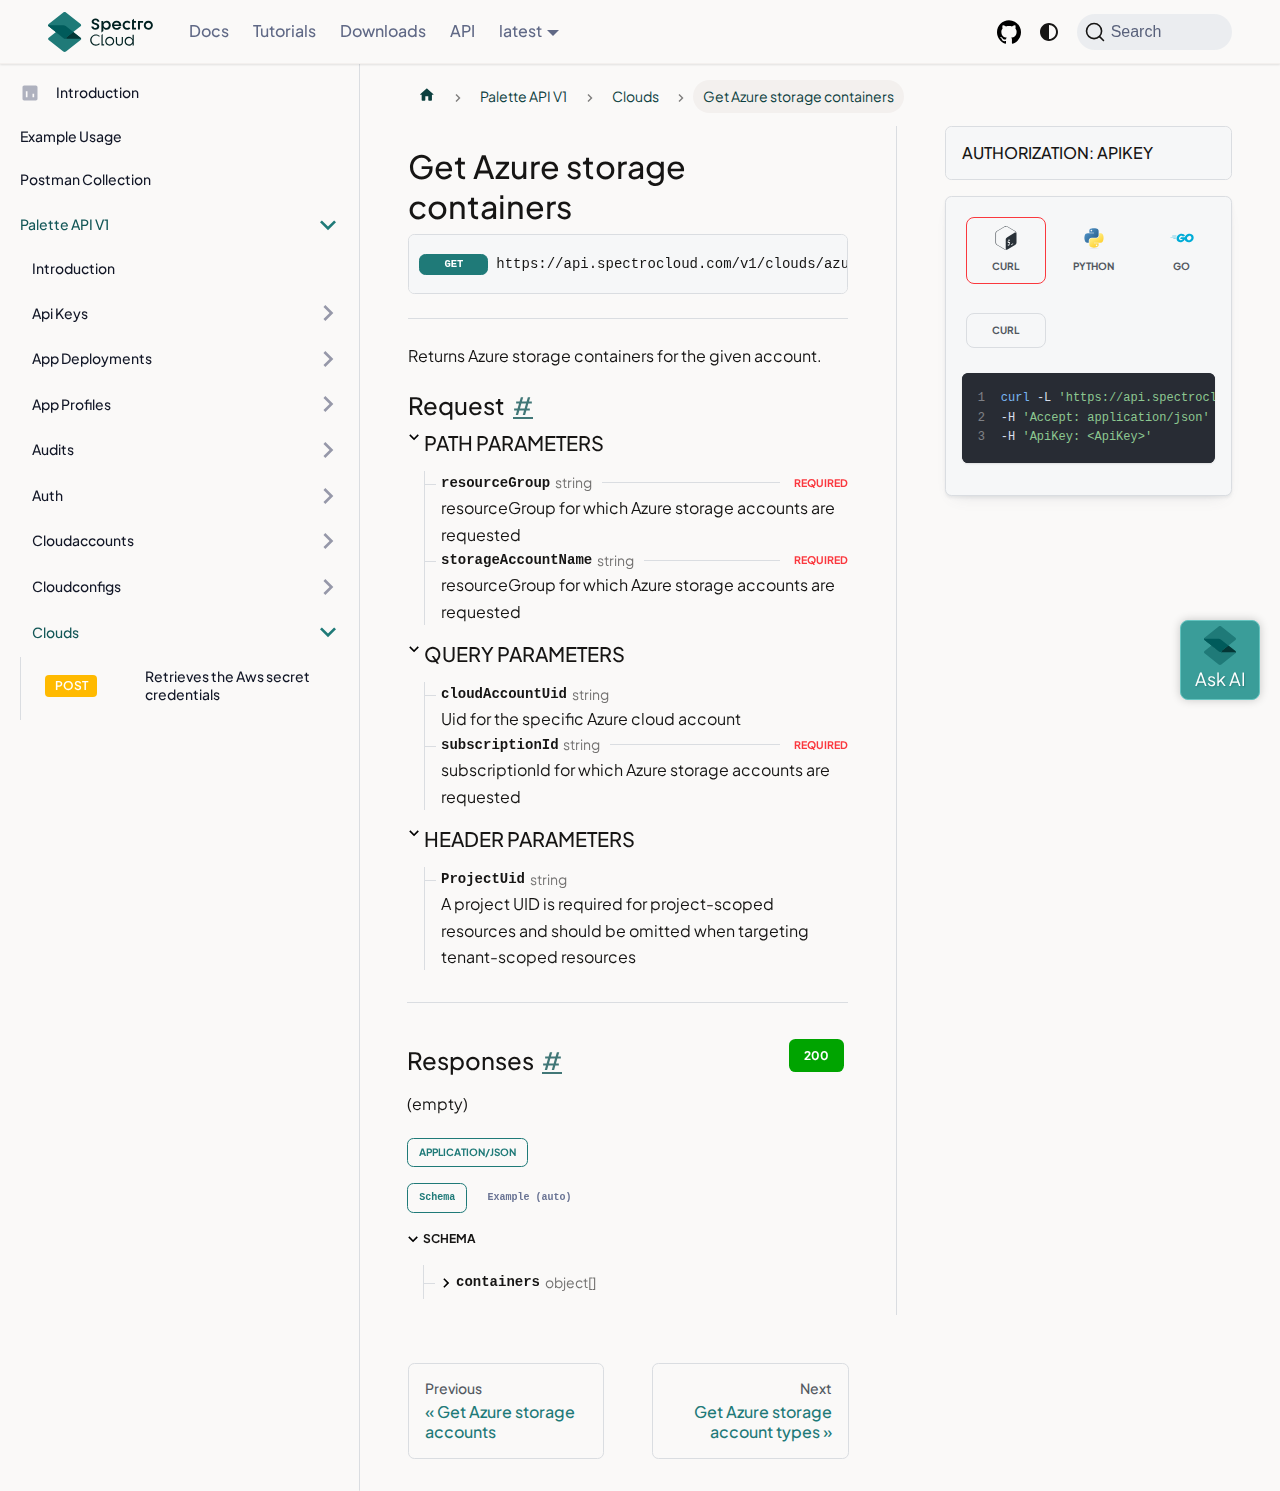 Spectro
Cloud
Docs
Tutorials
Downloads
API
latest
Search
Introduction
Example Usage
Postman Collection
Palette API V1
Introduction
Api Keys
App Deployments
App Profiles
Audits
Auth
Cloudaccounts
Cloudconfigs
Clouds
POST
Retrieves the Aws secret
credentials
Palette API V1
Clouds
Get Azure storage containers
Get Azure storage
containers
GET https://api.spectrocloud.com/v1/clouds/azu
Returns Azure storage containers for the given account.
Request #
PATH PARAMETERS
resourceGroup string REQUIRED
resourceGroup for which Azure storage accounts are
requested
storageAccountName string REQUIRED
resourceGroup for which Azure storage accounts are
requested
QUERY PARAMETERS
cloudAccountUid string
Uid for the specific Azure cloud account
subscriptionId string REQUIRED
subscriptionId for which Azure storage accounts are
requested
HEADER PARAMETERS
ProjectUid string
A project UID is required for project-scoped
resources and should be omitted when targeting
tenant-scoped resources
Responses #
200
(empty)
APPLICATION/JSON
Schema Example (auto)
SCHEMA
containers object[]
Previous
« Get Azure storage
accounts
Next
Get Azure storage
account types »
AUTHORIZATION: APIKEY
CURL
PYTHON
GO
CURL
1 curl -L 'https://api.spectrocl
2 -H 'Accept: application/json'
3 -H 'ApiKey: <ApiKey>'
Ask AI